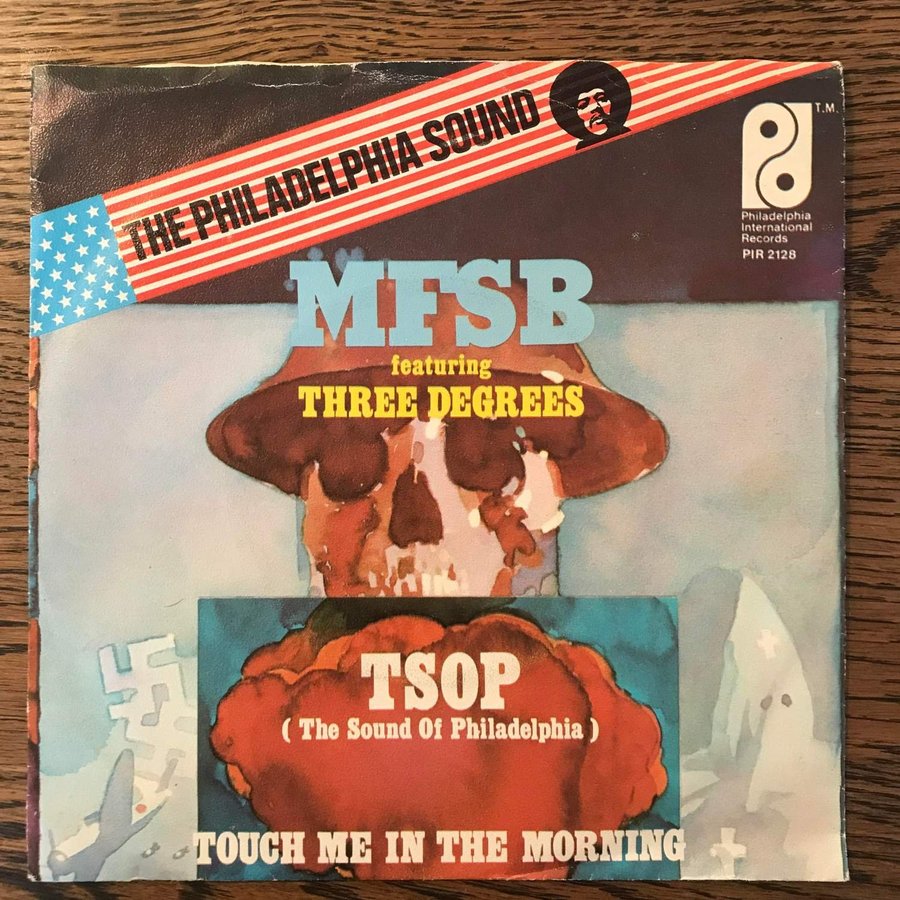 THE PHILADELPHIA SOUND
T.M.
Philadelphia
International
Records
PIR 2128
MFSB
featuring
THREE DEGREES
TSOP
( The Sound Of Philadelphia )
TOUCH ME IN THE MORNING